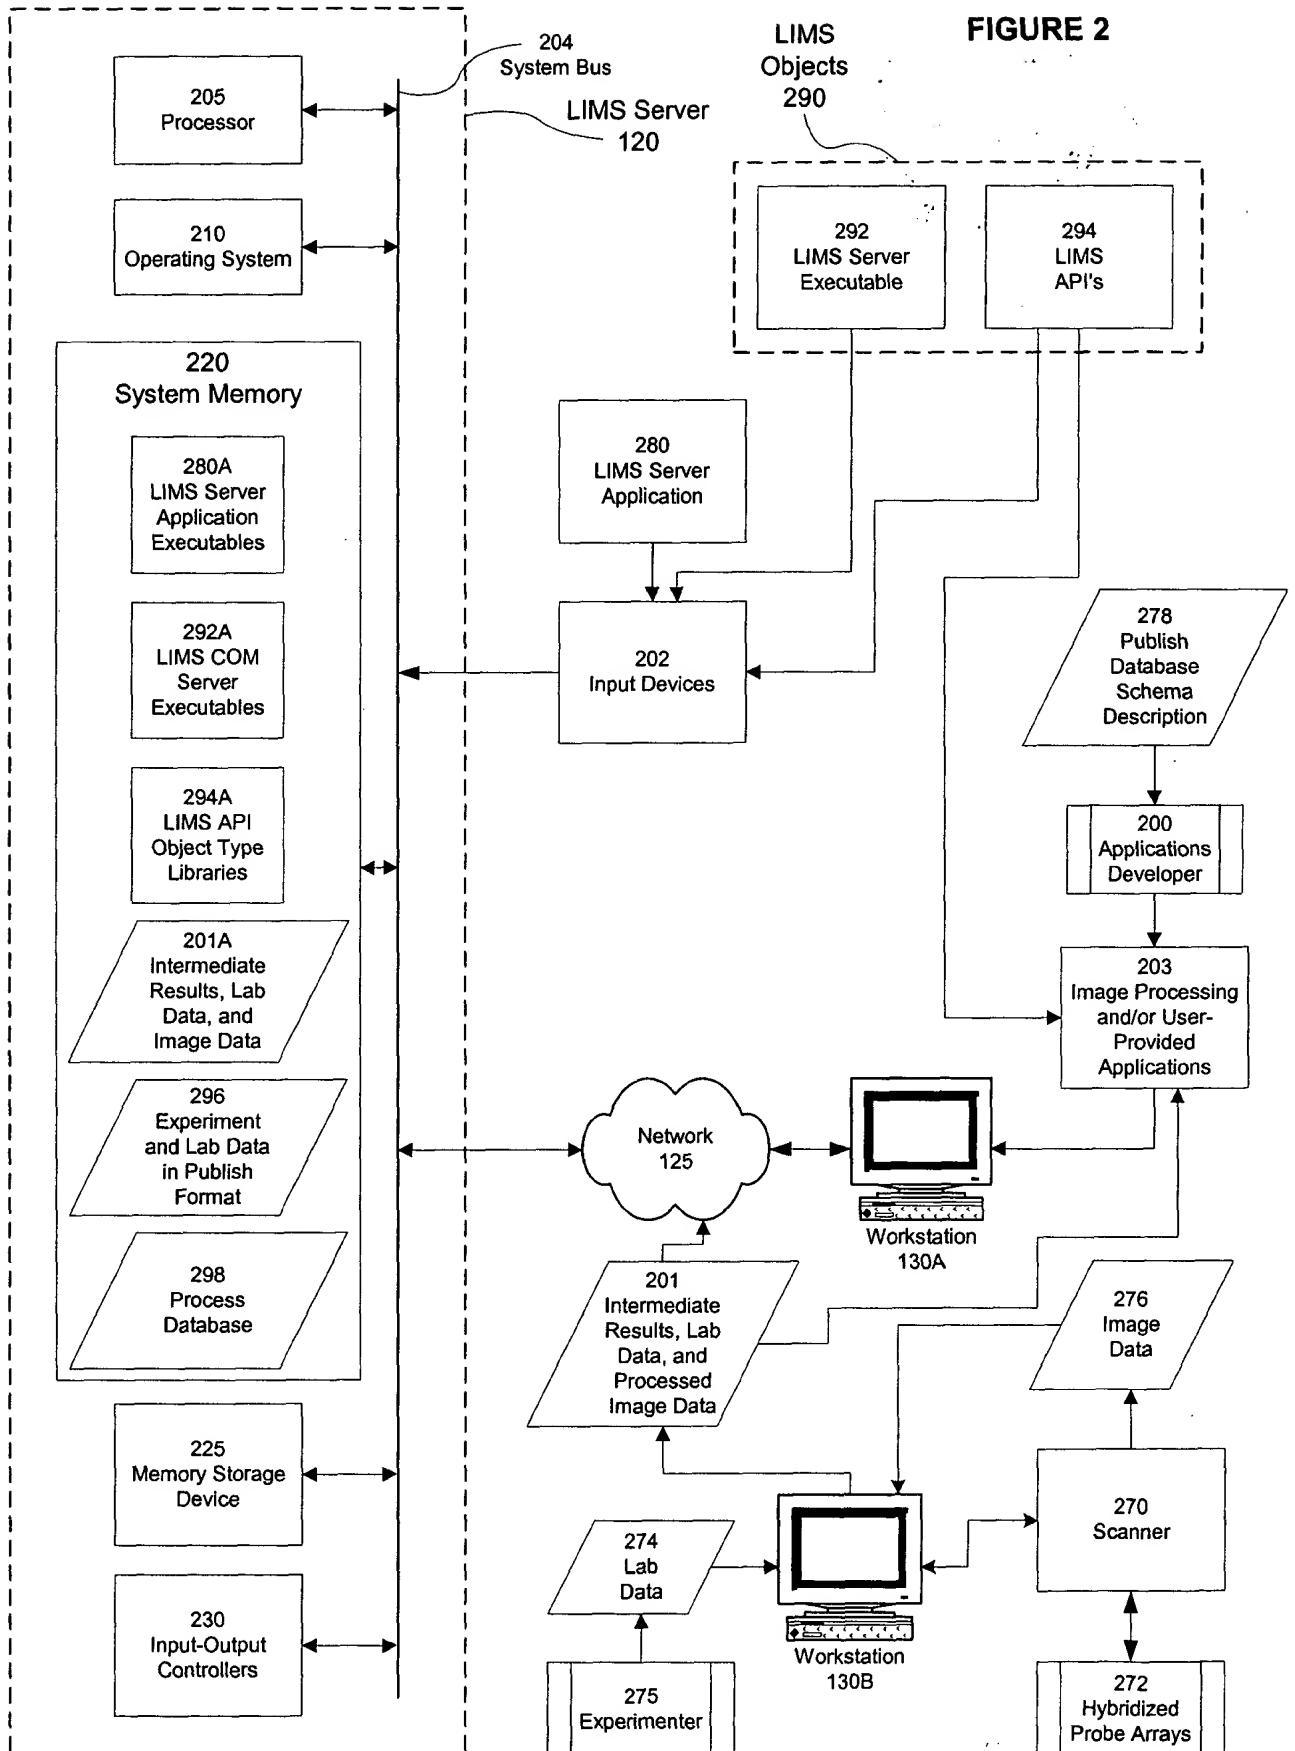 FIGURE 2
204
System Bus
LIMS Server
120
LIMS
Objects
290
205
Processor
210
Operating System
292
LIMS Server
Executable
294
LIMS
API's
220
System Memory
280A
LIMS Server
Application
Executables
280
LIMS Server
Application
292A
LIMS COM
Server
Executables
202
Input Devices
278
Publish
Database
Schema
Description
294A
LIMS API
Object Type
Libraries
200
Applications
Developer
201A
Intermediate
Results, Lab
Data, and
Image Data
203
Image Processing
and/or User-
Provided
Applications
296
Experiment
and Lab Data
in Publish
Format
Network
125
Workstation
130A
298
Process
Database
201
Intermediate
Results, Lab
Data, and
Processed
Image Data
276
Image
Data
225
Memory Storage
Device
270
Scanner
274
Lab
Data
230
Input-Output
Controllers
Workstation
130B
275
Experimenter
272
Hybridized
Probe Arrays